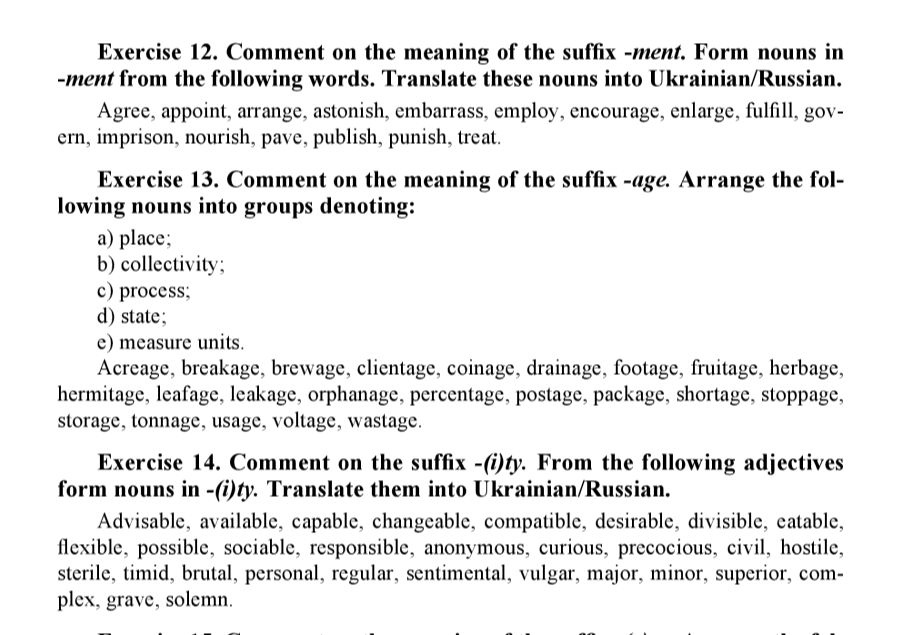 Exercise 12. Comment on the meaning of the suffix -ment. Form nouns in
-ment from the following words. Translate these nouns into Ukrainian/Russian.
Agree, appoint, arrange, astonish, embarrass, employ, encourage, enlarge, fulfill, gov-
ern, imprison, nourish, pave, publish, punish, treat.
Exercise 13. Comment on the meaning of the suffix -age. Arrange the fol-
lowing nouns into groups denoting:
a) place;
b) collectivity;
c) process;
d) state;
e) measure units.
Acreage, breakage, brewage, clientage, coinage, drainage, footage, fruitage, herbage,
hermitage, leafage, leakage, orphanage, percentage, postage, package, shortage, stoppage,
storage, tonnage, usage, voltage, wastage.
Exercise 14. Comment on the suffix -(i)ty. From the following adjectives
form nouns in -(i)ty. Translate them into Ukrainian/Russian.
Advisable, available, capable, changeable, compatible, desirable, divisible, eatable,
flexible, possible, sociable, responsible, anonymous, curious, precocious, civil, hostile,
sterile, timid, brutal, personal, regular, sentimental, vulgar, major, minor, superior, com-
plex, grave, solemn.